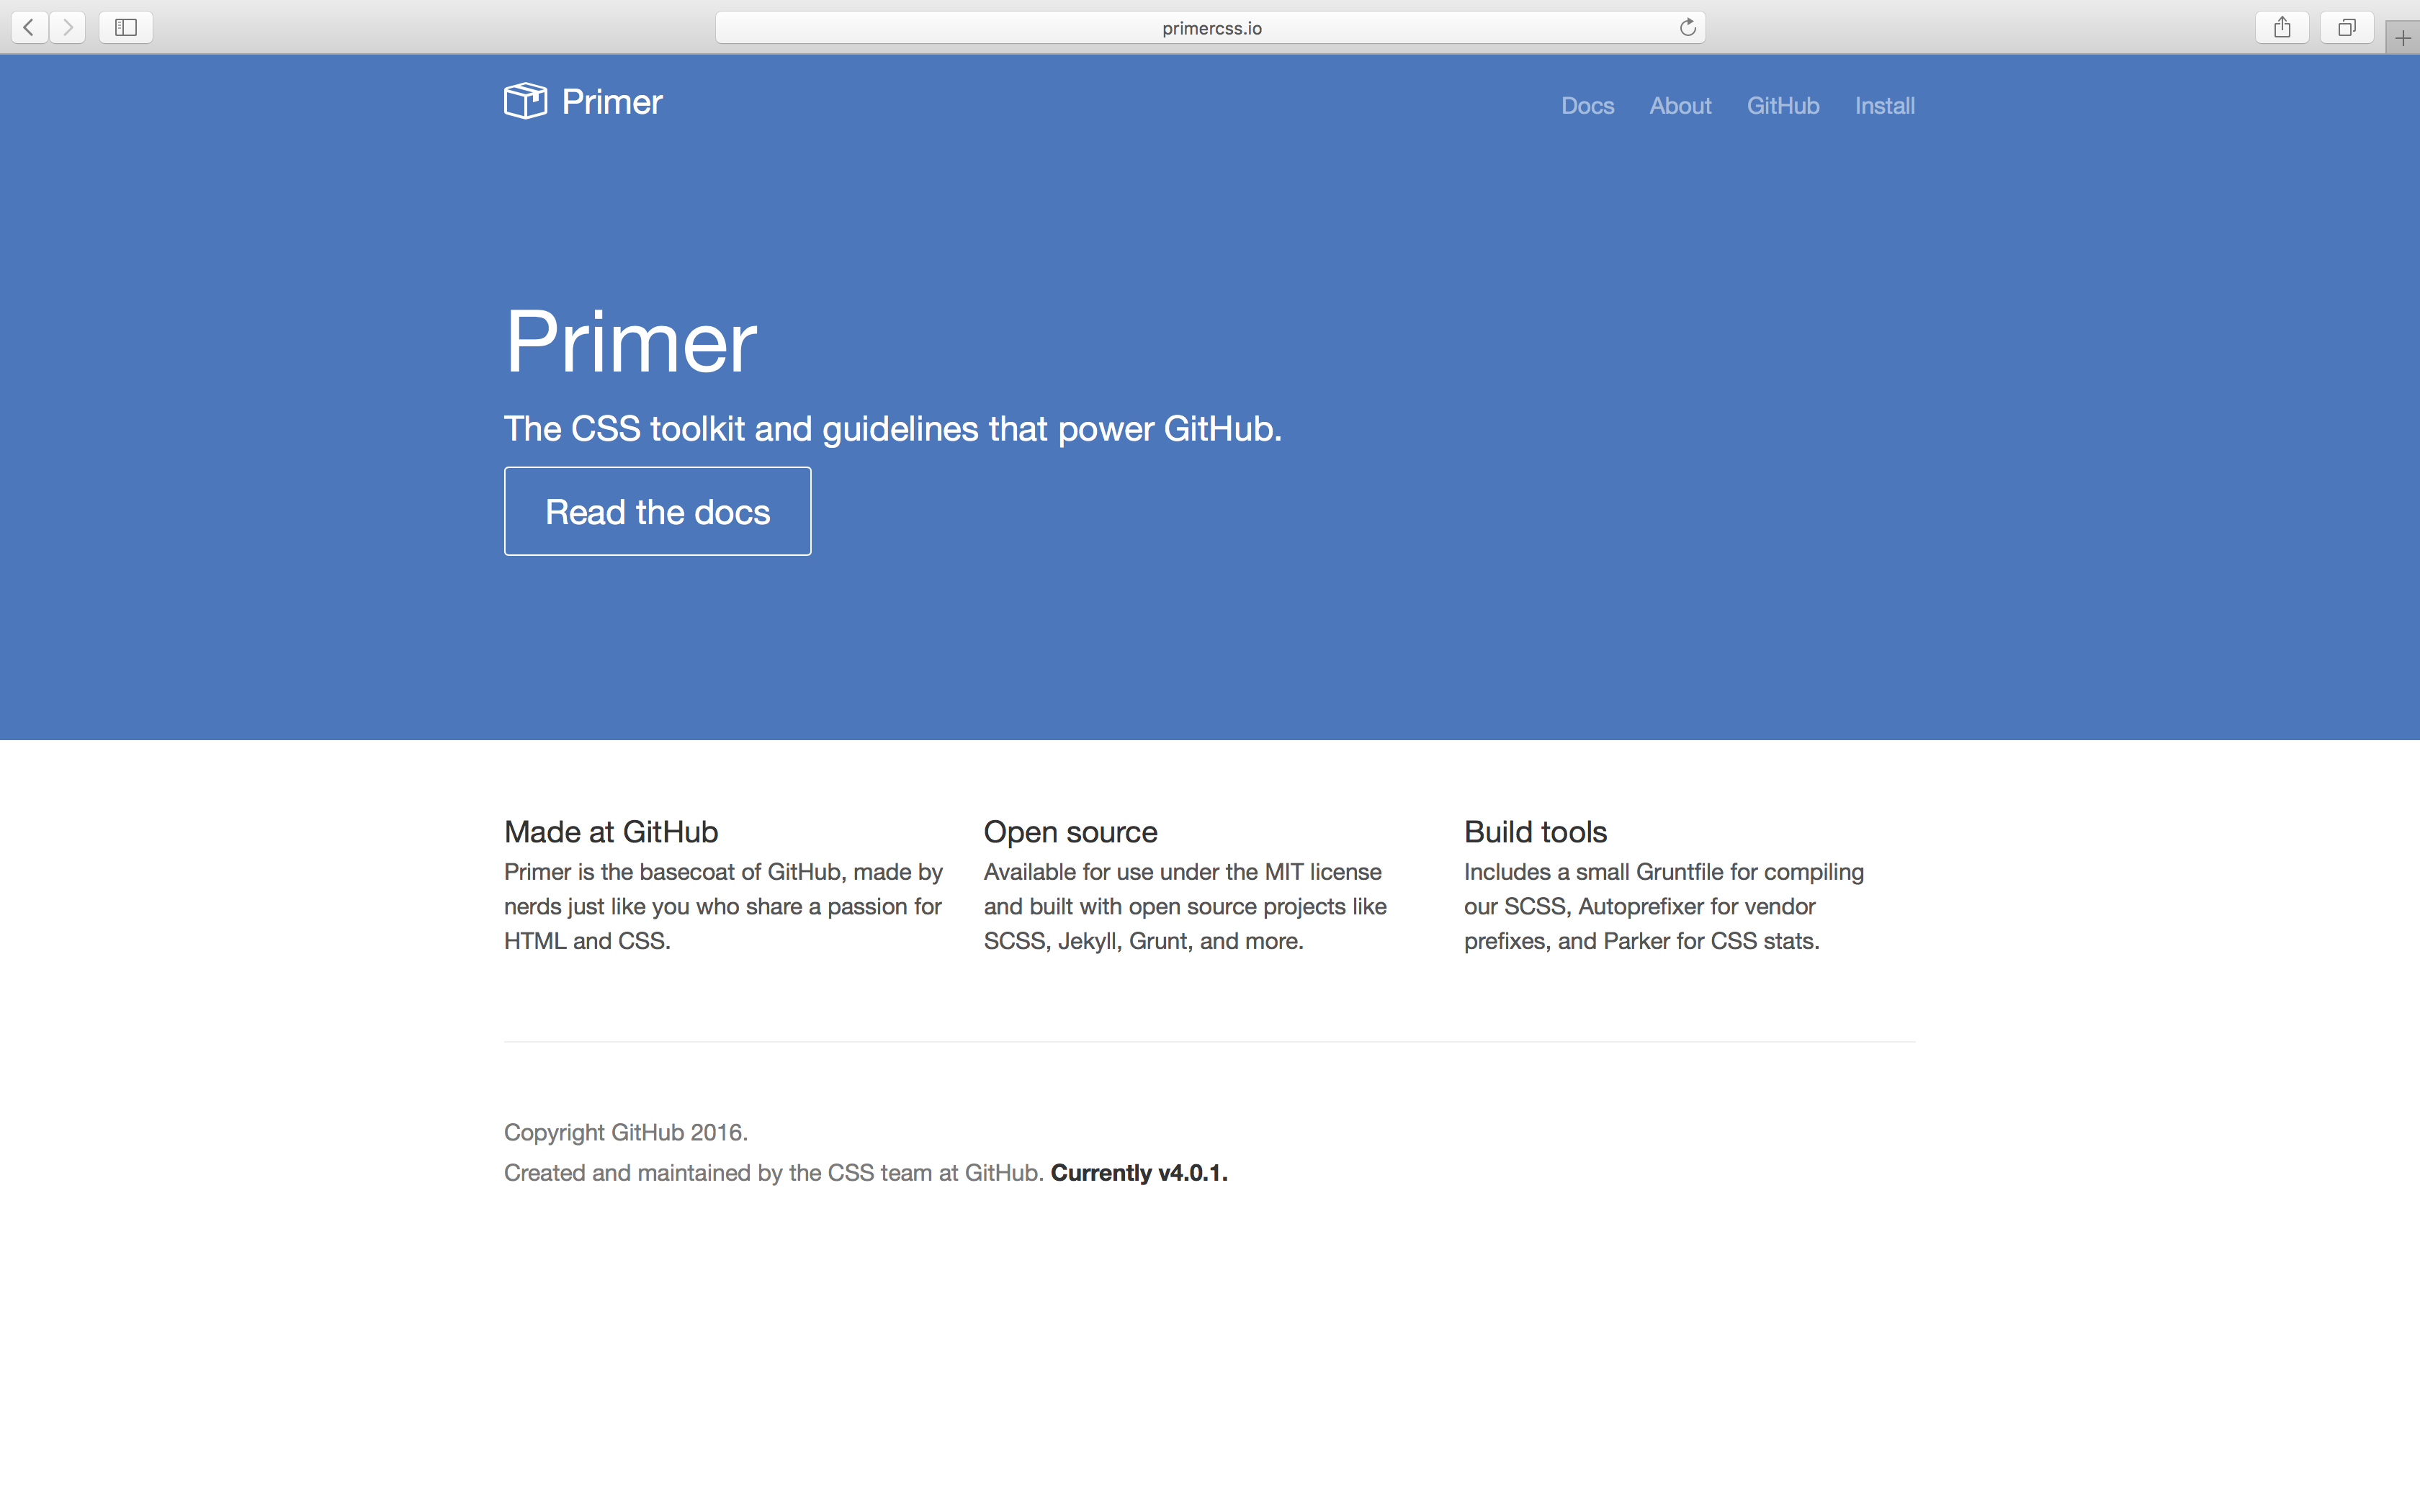 primercss.io
Primer
Docs About GitHub Install
Primer
The CSS toolkit and guidelines that power GitHub.
Read the docs
Made at GitHub
Primer is the basecoat of GitHub, made by
nerds just like you who share a passion for
HTML and CSS.
Open source
Available for use under the MIT license
and built with open source projects like
SCSS, Jekyll, Grunt, and more.
Build tools
Includes a small Gruntfile for compiling
our SCSS, Autoprefixer for vendor
prefixes, and Parker for CSS stats.
Copyright GitHub 2016.
Created and maintained by the CSS team at GitHub. Currently v4.0.1.